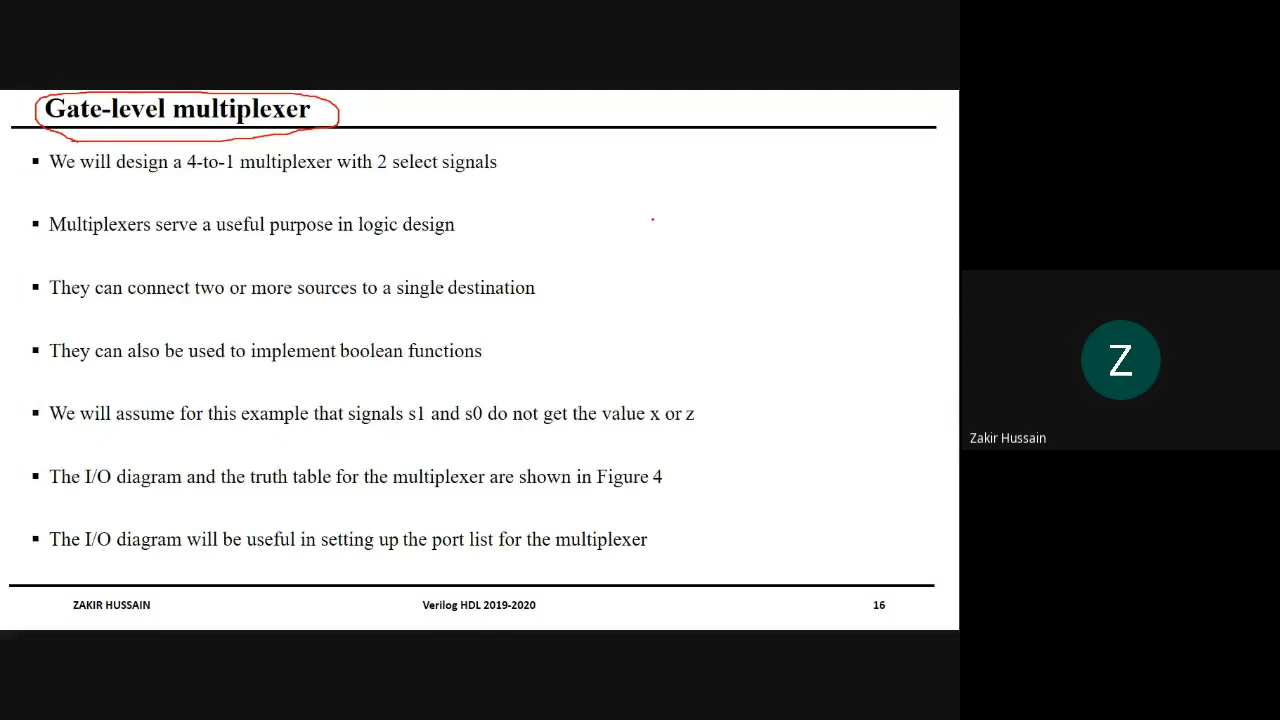 Gate-level multiplexer
▪ We will design a 4-to-1 multiplexer with 2 select signals
▪ Multiplexers serve a useful purpose in logic design
▪ They can connect two or more sources to a single destination
▪ They can also be used to implement boolean functions
▪ We will assume for this example that signals s1 and s0 do not get the value x or z
▪ The I/O diagram and the truth table for the multiplexer are shown in Figure 4
▪ The I/O diagram will be useful in setting up the port list for the multiplexer
ZAKIR HUSSAIN Verilog HDL 2019-2020 16
Z
Zakir Hussain